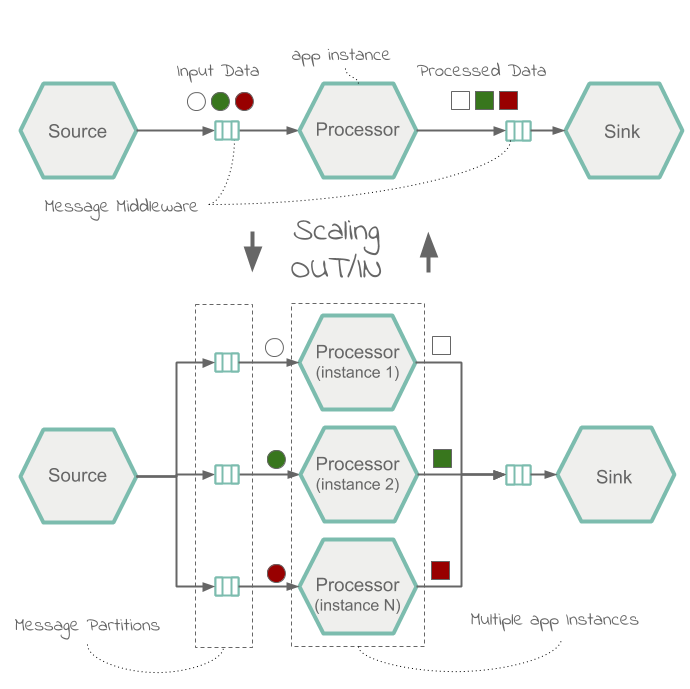 app instance
Input Data
Processed Data
Source
Processor
Sink
Message Middleware
Scaling
OUT/IN
Processor
(instance 1)
Source
Processor
(instance 2)
Sink
Processor
(instance N)
Message Partitions
Multiple app Instances